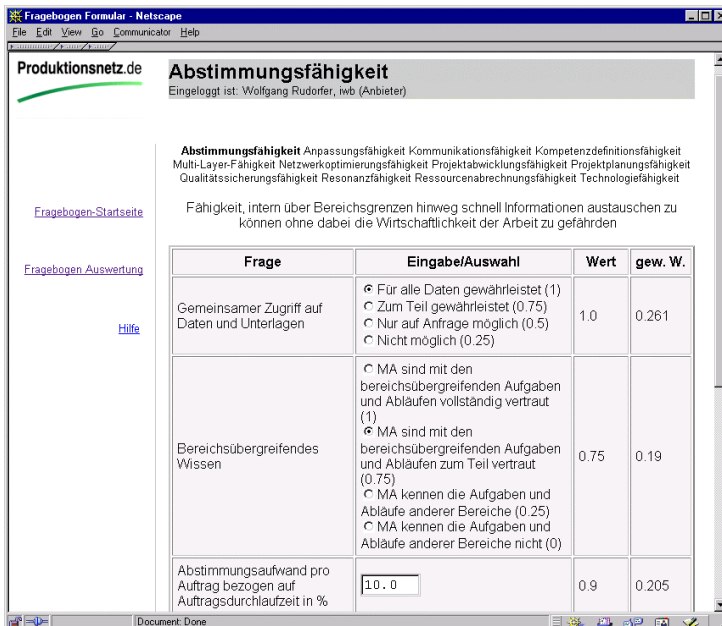 Fragebogen Formular - Netscape
File Edit View Go Communicator Help
Produktionsnetz.de
Abstimmungsfähigkeit
Eingeloggt ist: Wolfgang Rudorfer, iwb (Anbieter)
Abstimmungsfähigkeit Anpassungsfähigkeit Kommunikationsfähigkeit Kompetenzdefinitionsfähigkeit
Multi-Layer-Fähigkeit Netzwerkoptimierungsfähigkeit Projektabwicklungsfähigkeit Projektplanungsfähigkeit
Qualitätssicherungsfähigkeit Resonanzfähigkeit Ressourcenabrechnungsfähigkeit Technologiefähigkeit
Fragebogen-Startseite
Fragebogen Auswertung
Hilfe
Fähigkeit, intern über Bereichsgrenzen hinweg schnell Informationen austauschen zu
können ohne dabei die Wirtschaftlichkeit der Arbeit zu gefährden
Frage Eingabe/Auswahl Wert gew. W.
Gemeinsamer Zugriff auf
Daten und Unterlagen
Für alle Daten gewährleistet (1)
Zum Teil gewährleistet (0.75)
Nur auf Anfrage möglich (0.5)
Nicht möglich (0.25)
1.0 0.261
Bereichsübergreifendes
Wissen
MA sind mit den
bereichsübergreifenden Aufgaben
und Abläufen vollständig vertraut
(1)
MA sind mit den
bereichsübergreifenden Aufgaben
und Abläufen zum Teil vertraut
(0.75)
MA kennen die Aufgaben und
Abläufe anderer Bereiche (0.25)
MA kennen die Aufgaben und
Abläufe anderer Bereiche nicht (0)
0.75 0.19
Abstimmungsaufwand pro
Auftrag bezogen auf
Auftragsdurchlaufzeit in %
10.0
0.9 0.205
Document: Done